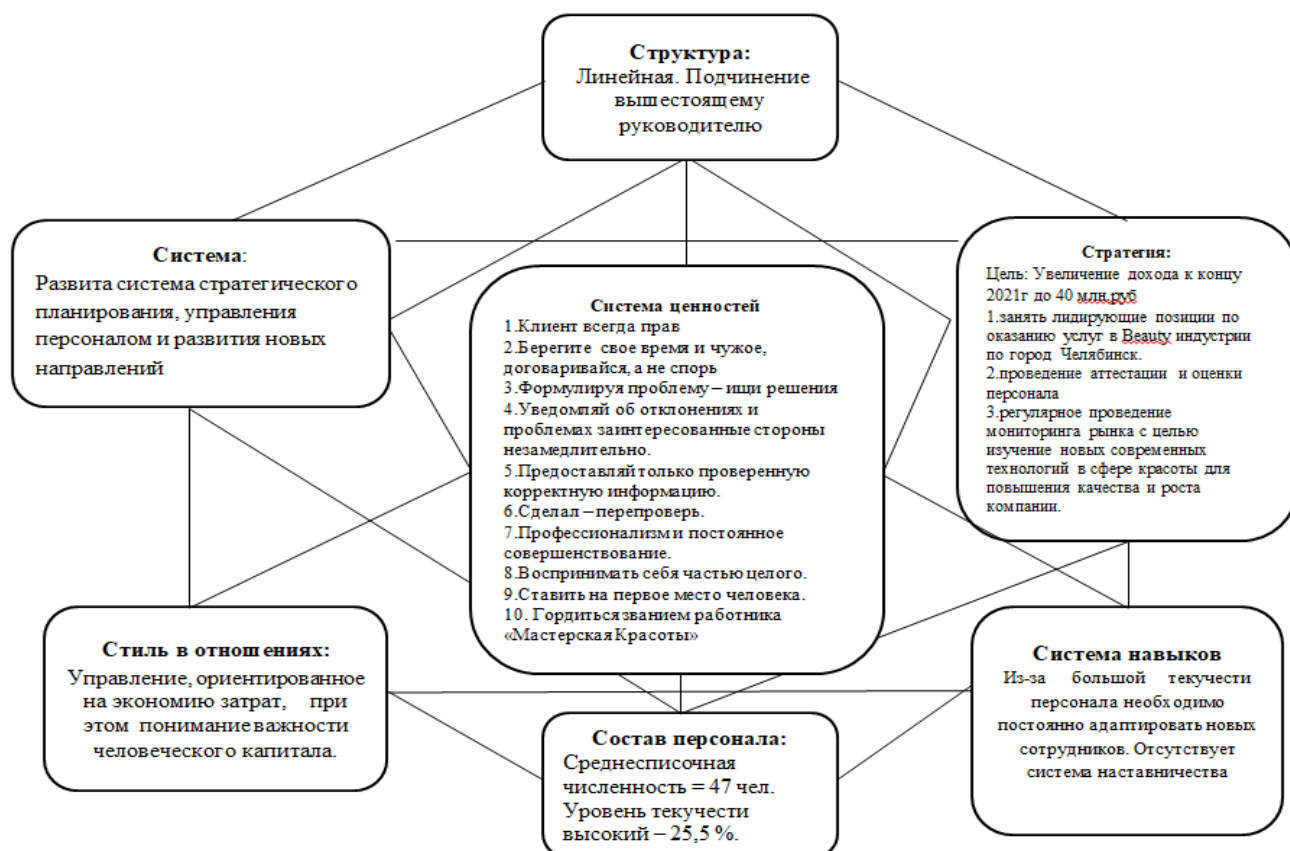 Структура:
Линейная. Подчинение
вышестоящему
руководителю
Система:
Развита система стратегического
планирования, управления
персоналом и развития новых
направлений
Система ценностей
1.Клиент всегда прав
2.Берегите свое время и чужое,
договаривайся, а не спорь
3.Формулируя проблему – ищи решения
4.Уведомляй об отклонениях и
проблемах заинтересованные стороны
незамедлительно.
5.Предоставляй только проверенную
корректную информацию.
6.Сделал – перепроверь.
7.Профессионализм и постоянное
совершенствование.
8.Воспринимать себя частью целого.
9.Ставить на первое место человека.
10. Гордиться званием работника
«Мастерская Красоты»
Стратегия:
Цель: Увеличение дохода к концу
2021г до 40 млн.руб
1.занять лидирующие позиции по
оказанию услуг в Beauty индустрии
по город Челябинск.
2.проведение аттестации и оценки
персонала
3.регулярное проведение
мониторинга рынка с целью
изучение новых современных
технологий в сфере красоты для
повышения качества и роста
компании.
Стиль в отношениях:
Управление, ориентированное
на экономию затрат, при
этом понимание важности
человеческого капитала.
Состав персонала:
Среднесписочная
численность = 47 чел.
Уровень текучести
высокий – 25,5 %.
Система навыков
Из-за большой текучести
персонала необходимо
постоянно адаптировать новых
сотрудников. Отсутствует
система наставничества